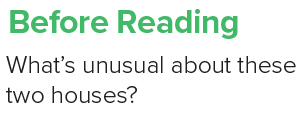 Before Reading
What's unusual about these
two houses?